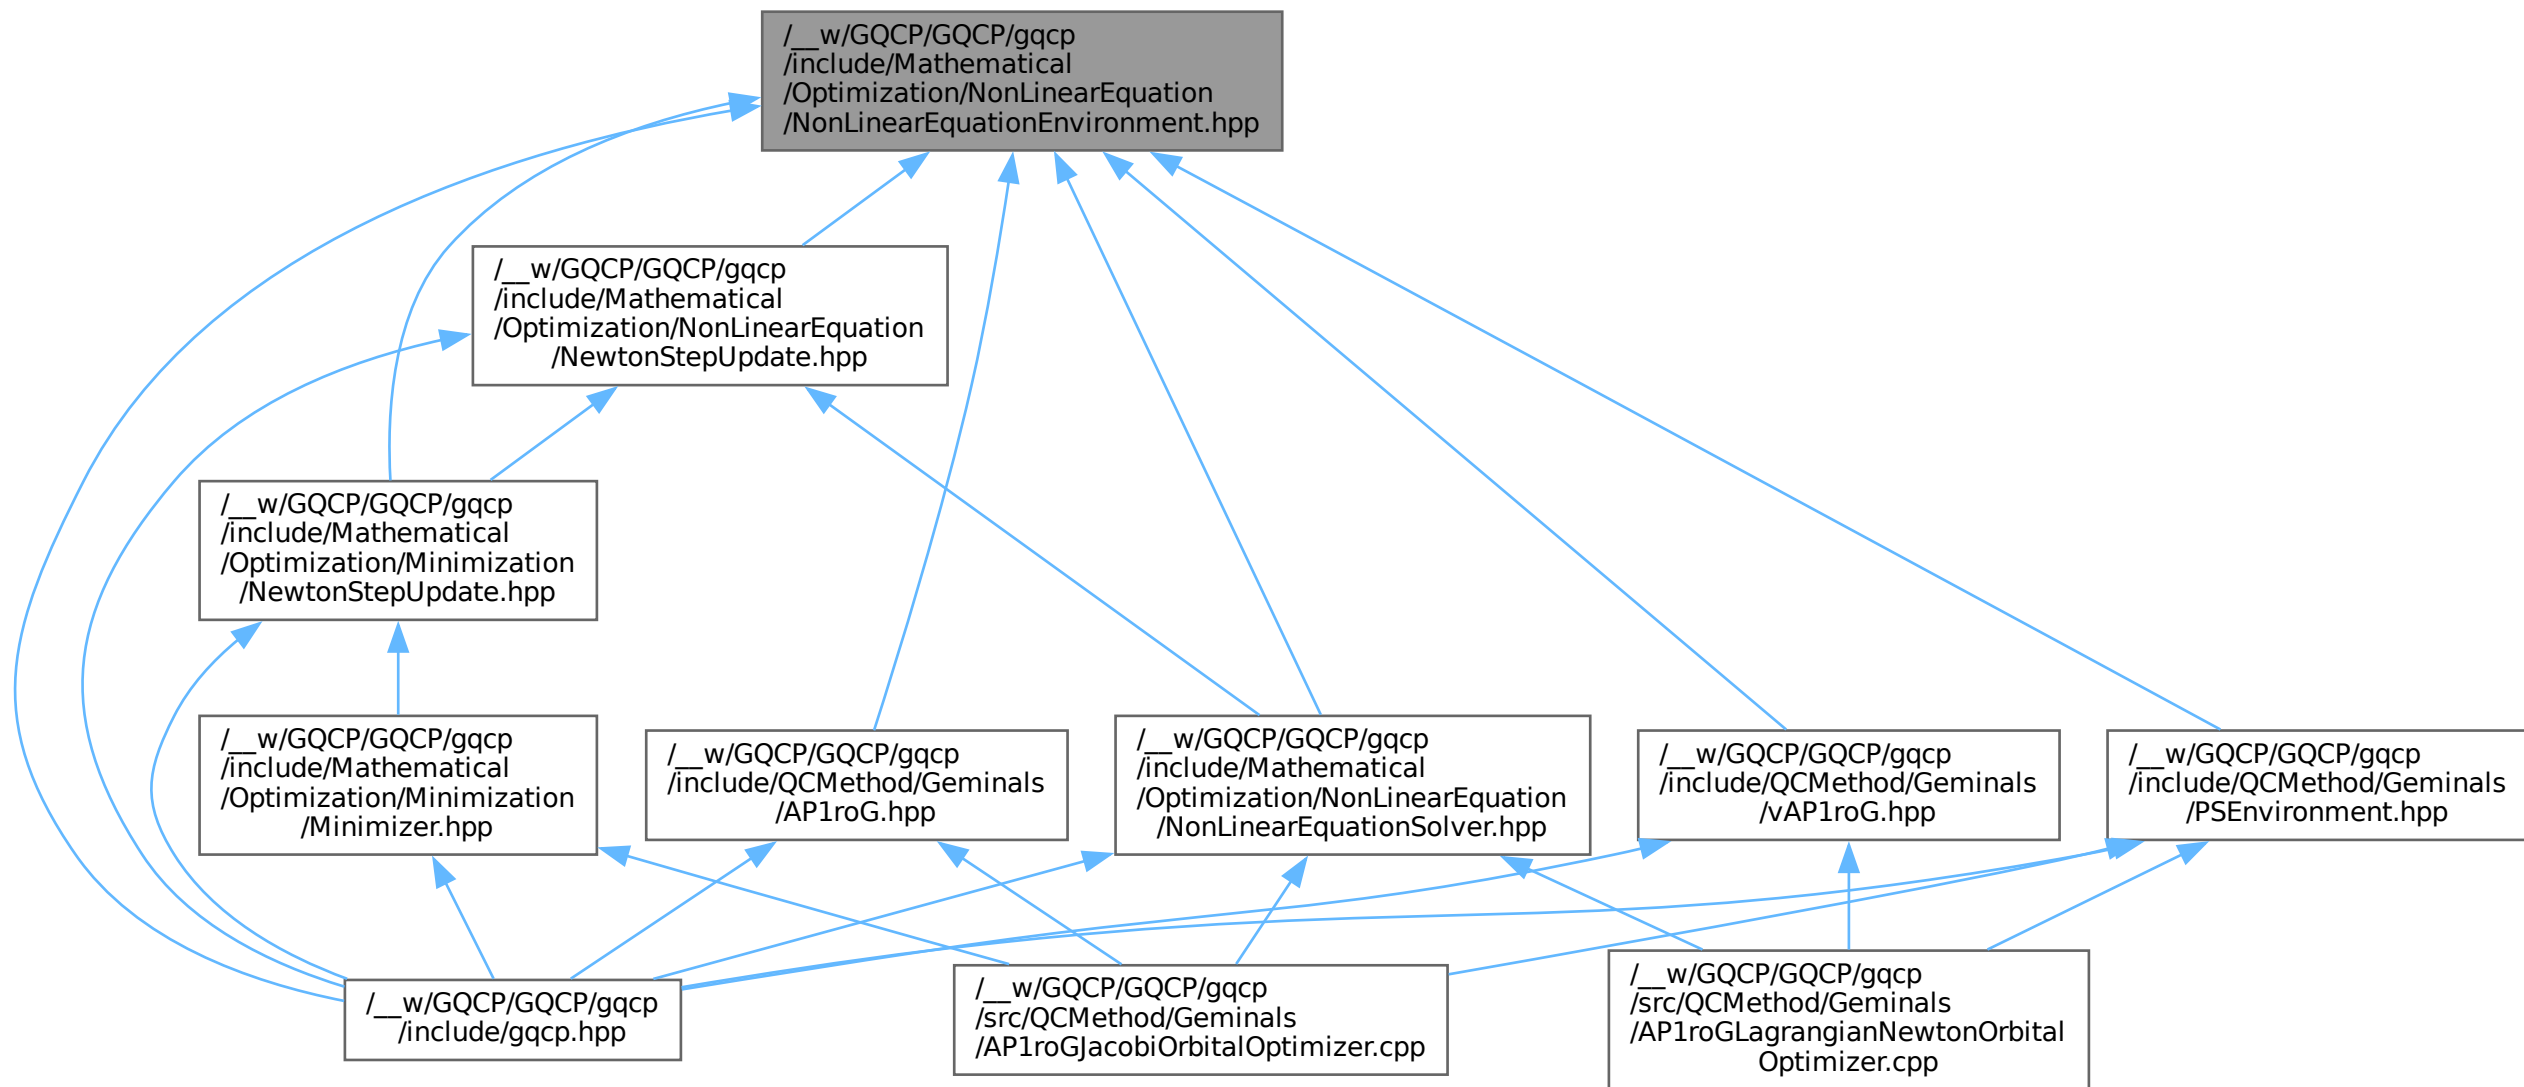 /__w/GQCP/GQCP/gqcp
/include/Mathematical
/Optimization/NonLinearEquation
/NonLinearEquationEnvironment.hpp
/__w/GQCP/GQCP/gqcp
/include/Mathematical
/Optimization/NonLinearEquation
/NewtonStepUpdate.hpp
/__w/GQCP/GQCP/gqcp
/include/Mathematical
/Optimization/Minimization
/NewtonStepUpdate.hpp
/__w/GQCP/GQCP/gqcp
/include/Mathematical
/Optimization/Minimization
/Minimizer.hpp
/__w/GQCP/GQCP/gqcp
/include/QCMethod/Geminals
/AP1roG.hpp
/__w/GQCP/GQCP/gqcp
/include/Mathematical
/Optimization/NonLinearEquation
/NonLinearEquationSolver.hpp
/__w/GQCP/GQCP/gqcp
/include/QCMethod/Geminals
/vAP1roG.hpp
/__w/GQCP/GQCP/gqcp
/include/QCMethod/Geminals
/PSEnvironment.hpp
/__w/GQCP/GQCP/gqcp
/include/gqcp.hpp
/__w/GQCP/GQCP/gqcp
/src/QCMethod/Geminals
/AP1roGJacobiOrbitalOptimizer.cpp
/__w/GQCP/GQCP/gqcp
/src/QCMethod/Geminals
/AP1roGLagrangianNewtonOrbital
Optimizer.cpp